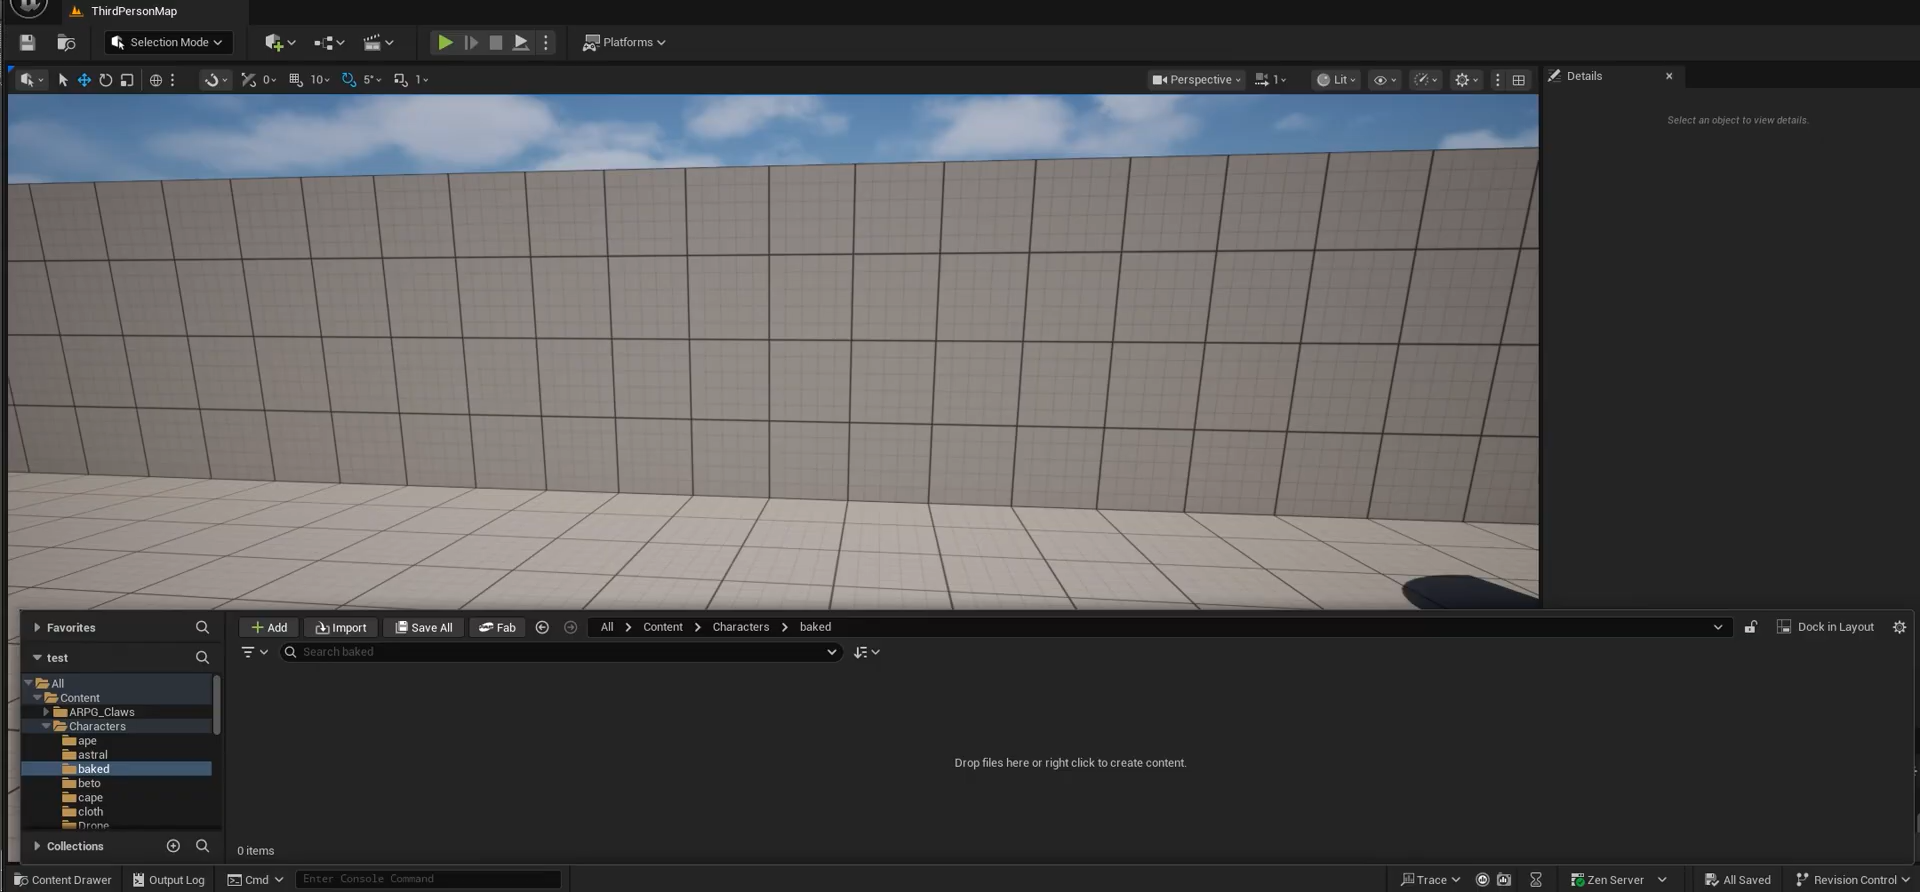 ThirdPersonMap
Selection Mode
Platforms
0
10
5°
1
Perspective
1
Lit
Details
Select an object to view details.
Favorites
Add
Import
Save All
Fab
All
Content
Characters
baked
Dock in Layout
test
Search baked
All
Content
ARPG_Claws
Characters
ape
astral
baked
beto
cape
cloth
Drone
Drop files here or right click to create content.
Collections
0 items
Content Drawer
Output Log
Cmd
Enter Console Command
Trace
Zen Server
All Saved
Revision Control